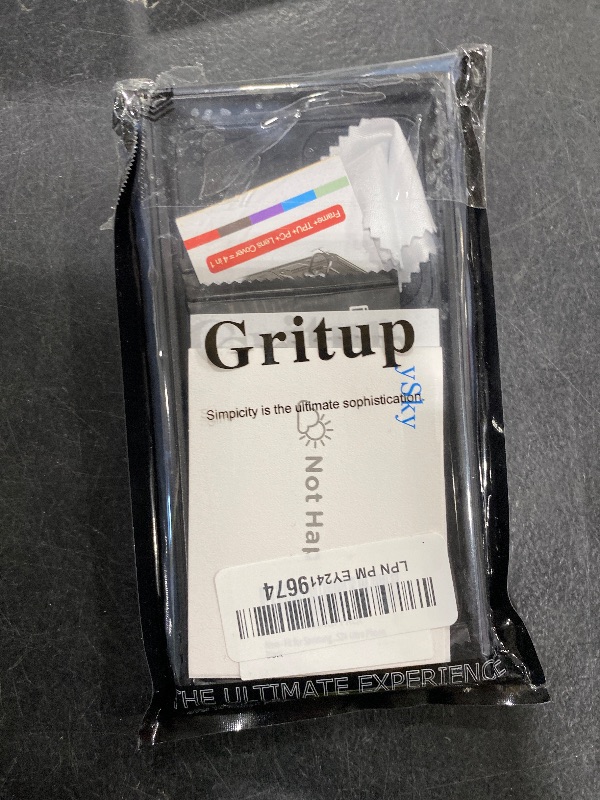 Frame+ TPU+ PC+ Lens Cover = 4 in 1
Gritup
ySky
Simpicity is the ultimate sophistication
Not Hap
LPN PM EY2419674
THE ULTIMATE EXPERIENCE